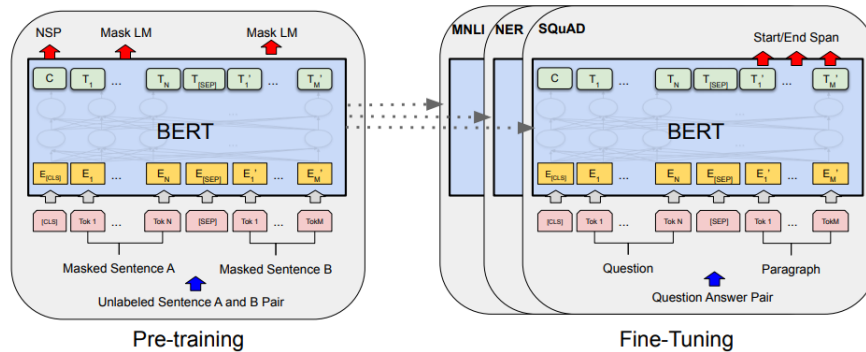 NSP Mask LM Mask LM
C T1 ... TN T[SEP] T1' ... TM'
BERT
E[CLS] E1 ... EN E[SEP] E1' ... EM'
[CLS] Tok 1 ... Tok N [SEP] Tok 1 ... TokM
Masked Sentence A Masked Sentence B
Unlabeled Sentence A and B Pair
Pre-training
MNLI NER SQuAD
Start/End Span
C T1 ... TN T[SEP] T1' ... TM'
BERT
E[CLS] E1 ... EN E[SEP] E1' ... EM'
[CLS] Tok 1 ... Tok N [SEP] Tok 1 ... TokM
Question Paragraph
Question Answer Pair
Fine-Tuning